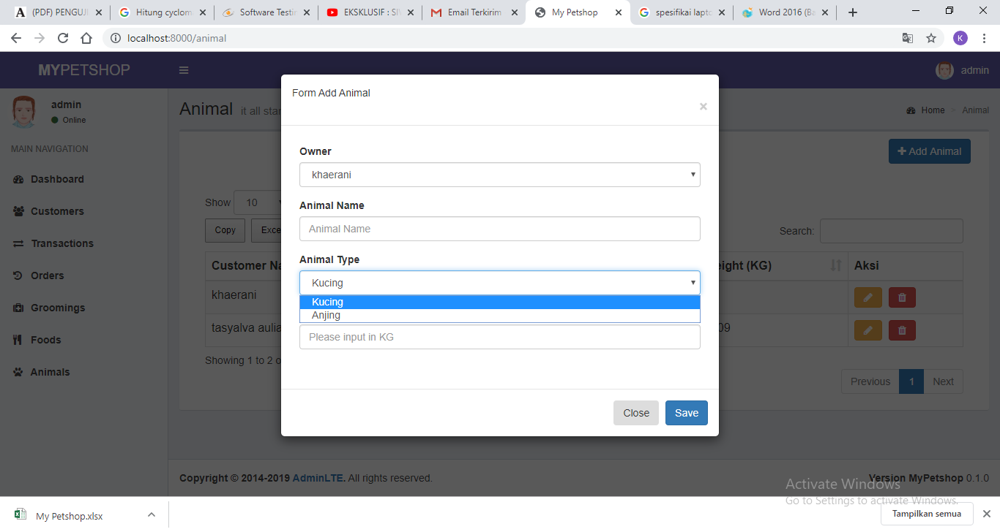 (PDF) PENGUJI
Hitung cyclom
Software Testin
EKSKLUSIF : SI
Email Terkirim
My Petshop
spesifikai lapto
Word 2016 (Ba
localhost:8000/animal
K
MYPETSHOP
admin
admin
Online
MAIN NAVIGATION
Dashboard
Customers
Transactions
Orders
Groomings
Foods
Animals
Animal it all star
Home > Animal
+ Add Animal
Show 10
Copy
Exce
Search:
Customer Na
eight (KG)
Aksi
khaerani
tasyalva aulia
09
Showing 1 to 2 o
Previous 1 Next
Form Add Animal
×
Owner
khaerani
Animal Name
Animal Name
Animal Type
Kucing
Kucing
Anjing
Please input in KG
Close
Save
Copyright © 2014-2019 AdminLTE. All rights reserved.
Version MyPetshop 0.1.0
Activate Windows
Go to Settings to activate Windows.
My Petshop.xlsx
Tampilkan semua